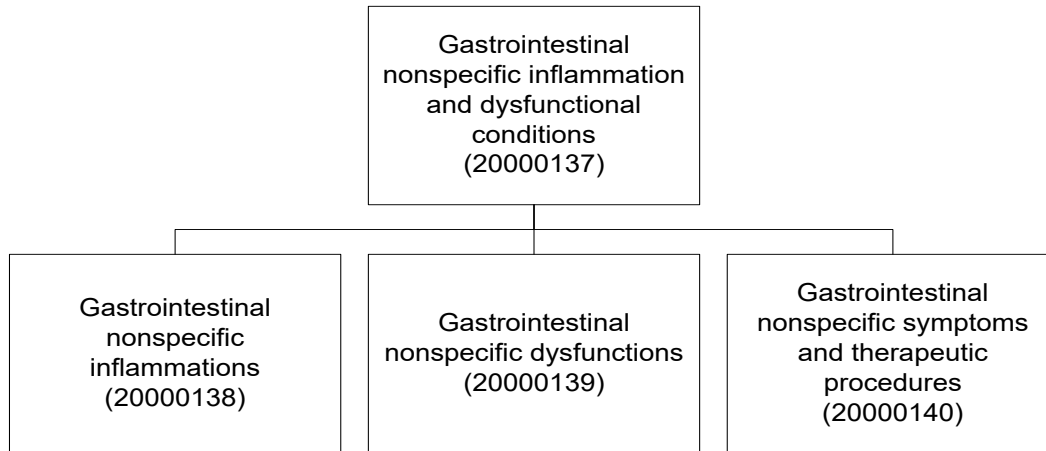 Gastrointestinal
nonspecific inflammation
and dysfunctional
conditions
(20000137)
Gastrointestinal
nonspecific
inflammations
(20000138)
Gastrointestinal
nonspecific dysfunctions
(20000139)
Gastrointestinal
nonspecific symptoms
and therapeutic
procedures
(20000140)